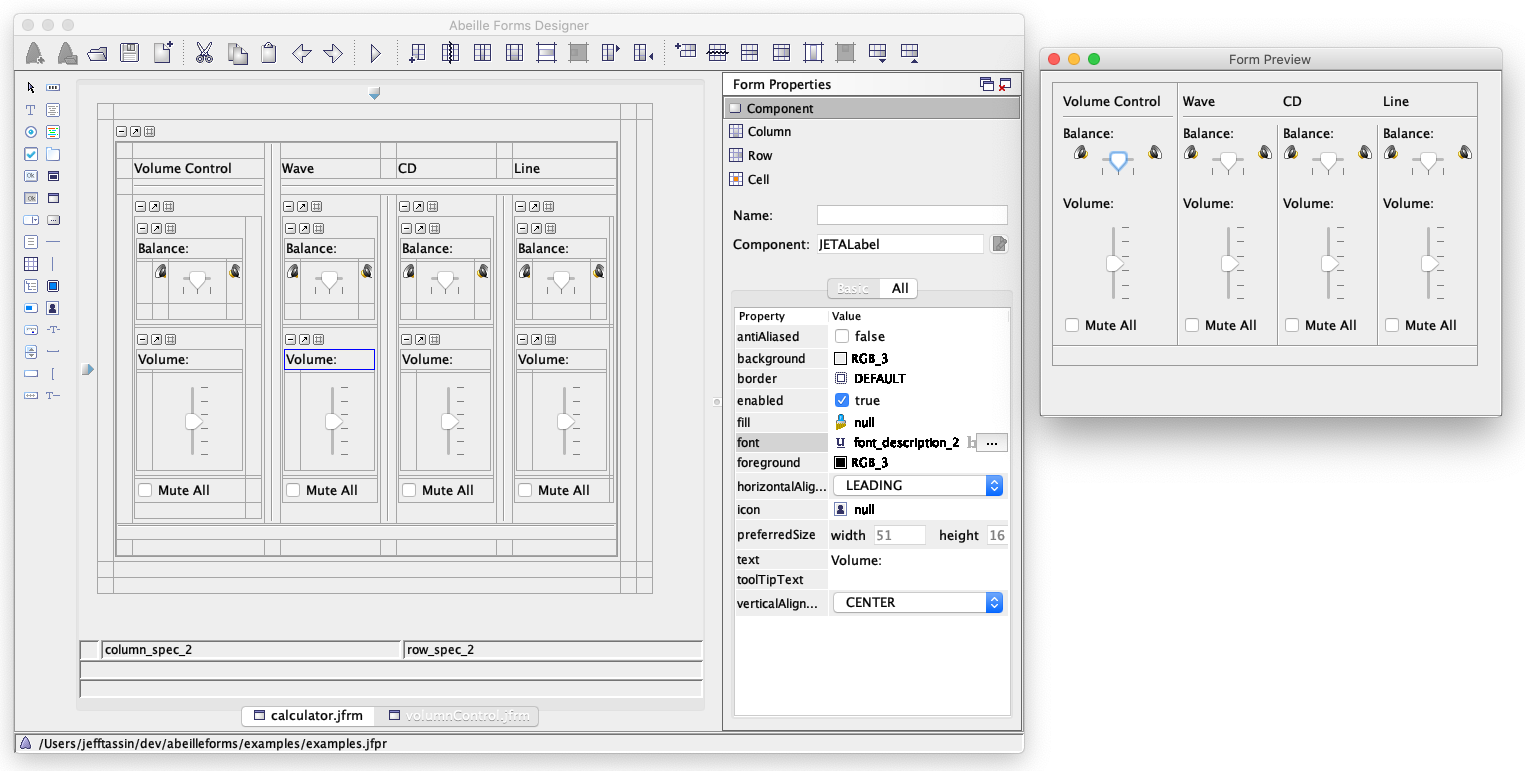 Abeille Forms Designer
Form Preview
Form Properties
Component
Column
Row
Cell
Name:
Component: JETALabel
Basic All
Property Value
antiAliased false
background RGB_3
border DEFAULT
enabled true
fill null
font font_description_2 ...
foreground RGB_3
horizontalAlig... LEADING
icon null
preferredSize width 51 height 16
text Volume:
toolTipText
verticalAlign... CENTER
Volume Control Wave CD Line
Balance: Balance: Balance: Balance:
Volume: Volume: Volume: Volume:
Mute All Mute All Mute All Mute All
column_spec_2 row_spec_2
calculator.jfrm volumnControl.jfrm
/Users/jefftassin/dev/abeilleforms/examples/examples.jfpr
Volume Control Wave CD Line
Balance: Balance: Balance: Balance:
Volume: Volume: Volume: Volume:
Mute All Mute All Mute All Mute All